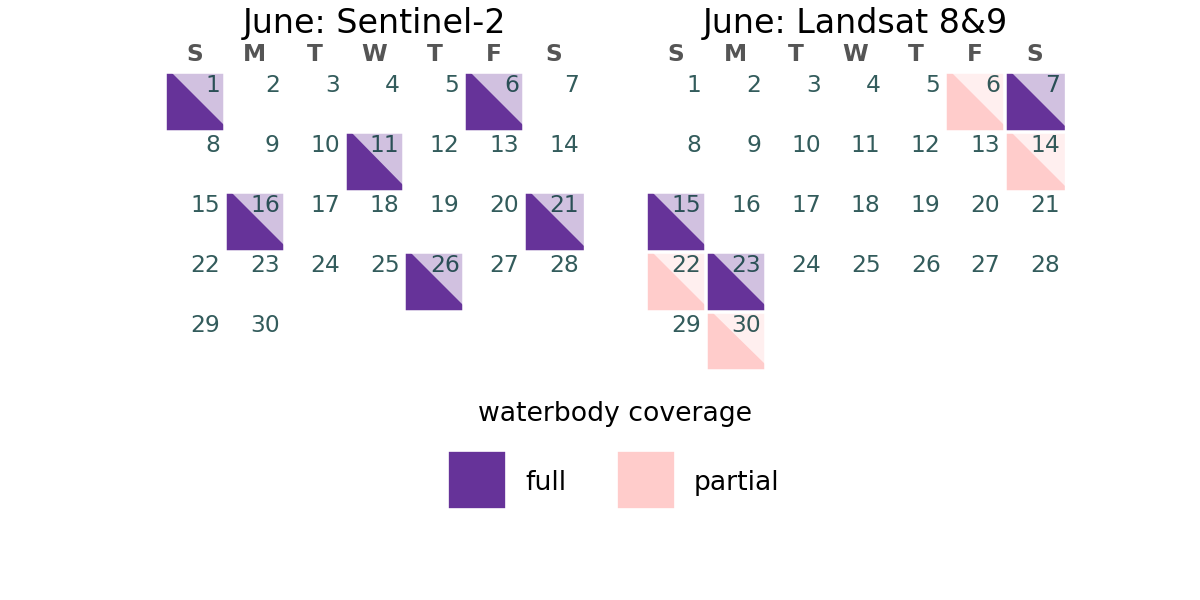 June: Sentinel-2
S M T W T F S
1 2 3 4 5 6 7
8 9 10 11 12 13 14
15 16 17 18 19 20 21
22 23 24 25 26 27 28
29 30
June: Landsat 8&9
S M T W T F S
1 2 3 4 5 6 7
8 9 10 11 12 13 14
15 16 17 18 19 20 21
22 23 24 25 26 27 28
29 30
waterbody coverage
full partial